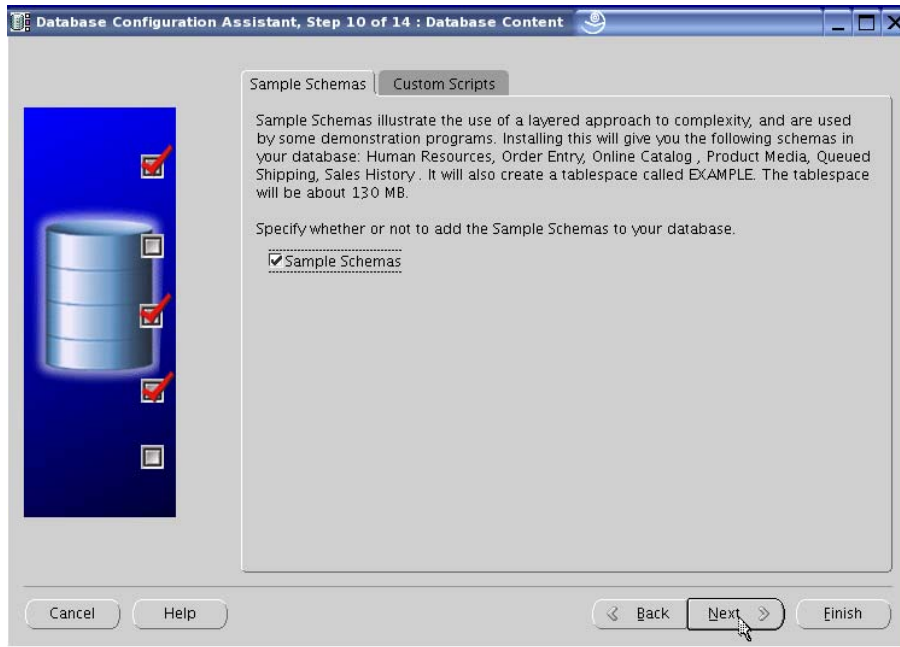 Database Configuration Assistant, Step 10 of 14 : Database Content
Sample Schemas
Custom Scripts
Sample Schemas illustrate the use of a layered approach to complexity, and are used
by some demonstration programs. Installing this will give you the following schemas in
your database: Human Resources, Order Entry, Online Catalog , Product Media, Queued
Shipping, Sales History . It will also create a tablespace called EXAMPLE. The tablespace
will be about 130 MB.
Specify whether or not to add the Sample Schemas to your database.
Sample Schemas
Cancel
Help
Back
Next
Finish